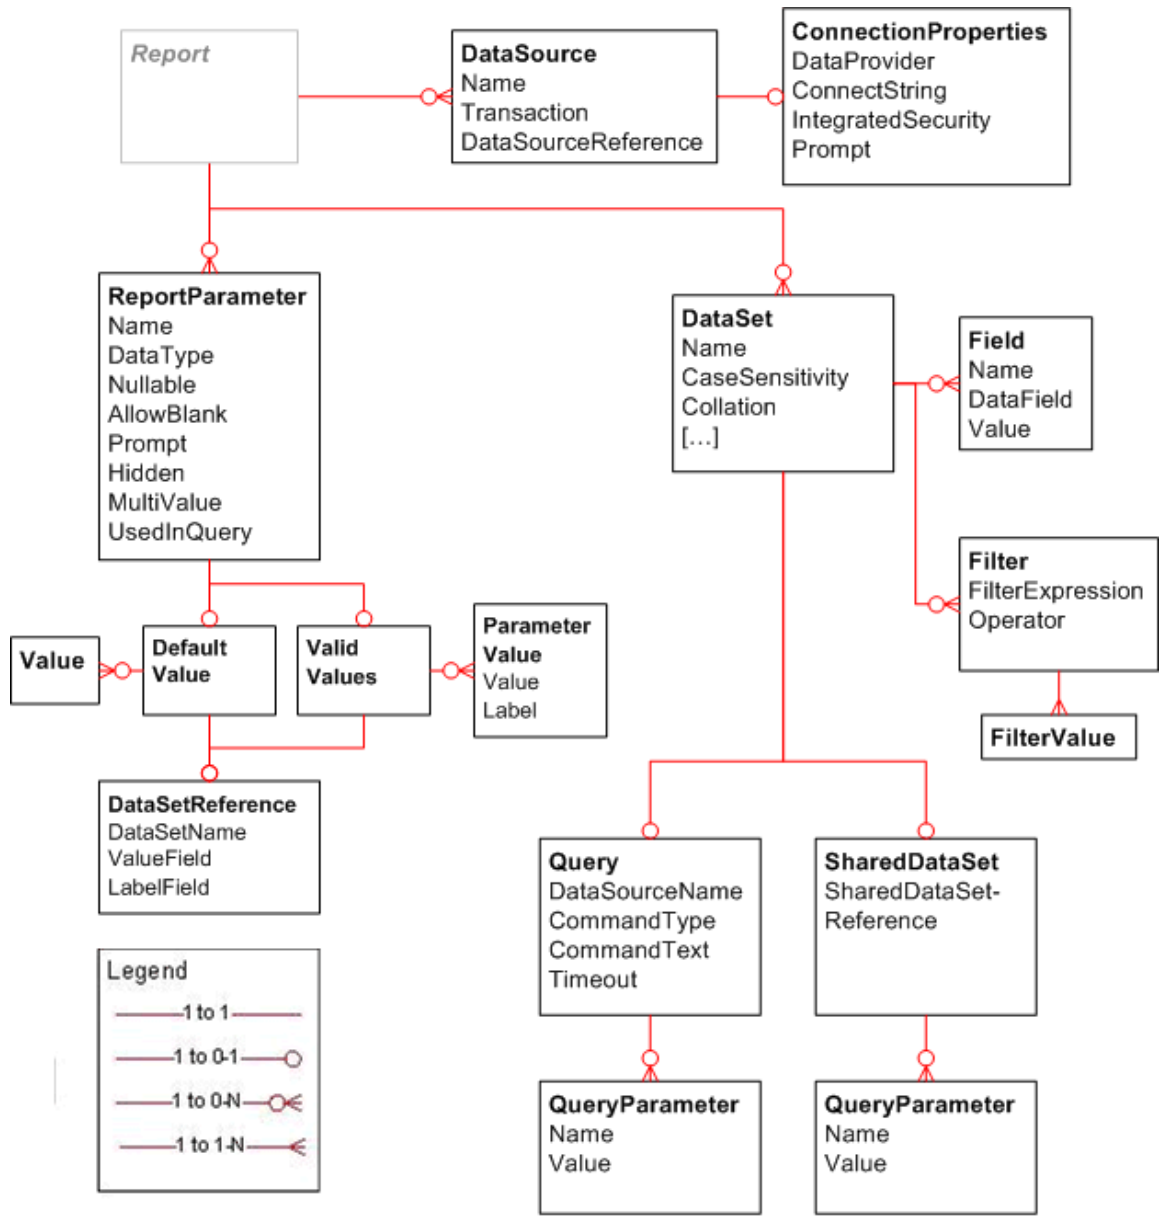 Report
DataSource
Name
Transaction
DataSourceReference
ConnectionProperties
DataProvider
ConnectString
IntegratedSecurity
Prompt
ReportParameter
Name
DataType
Nullable
AllowBlank
Prompt
Hidden
MultiValue
UsedInQuery
DataSet
Name
CaseSensitivity
Collation
[...]
Field
Name
DataField
Value
Filter
FilterExpression
Operator
FilterValue
Value
Default
Value
Valid
Values
Parameter
Value
Value
Label
DataSetReference
DataSetName
ValueField
LabelField
Query
DataSourceName
CommandType
CommandText
Timeout
SharedDataSet
SharedDataSet-
Reference
QueryParameter
Name
Value
QueryParameter
Name
Value
Legend
1 to 1
1 to 0-1
1 to 0-N
1 to 1-N